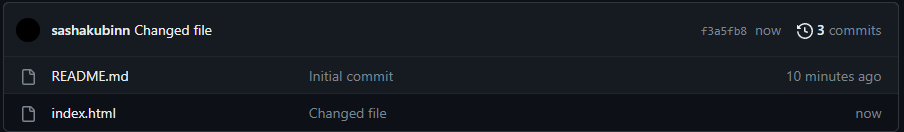 sashakubinn Changed file f3a5fb8 now 3 commits
README.md Initial commit 10 minutes ago
index.html Changed file now